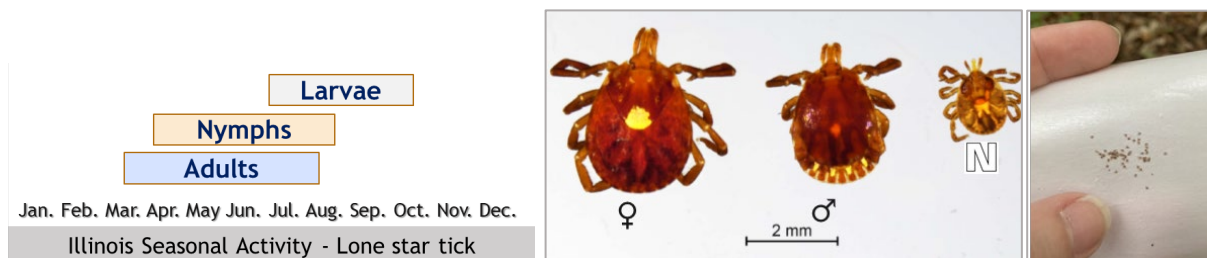 Larvae
Nymphs
Adults
Jan. Feb. Mar. Apr. May Jun. Jul. Aug. Sep. Oct. Nov. Dec.
Illinois Seasonal Activity - Lone star tick
♀
♂
N
2 mm